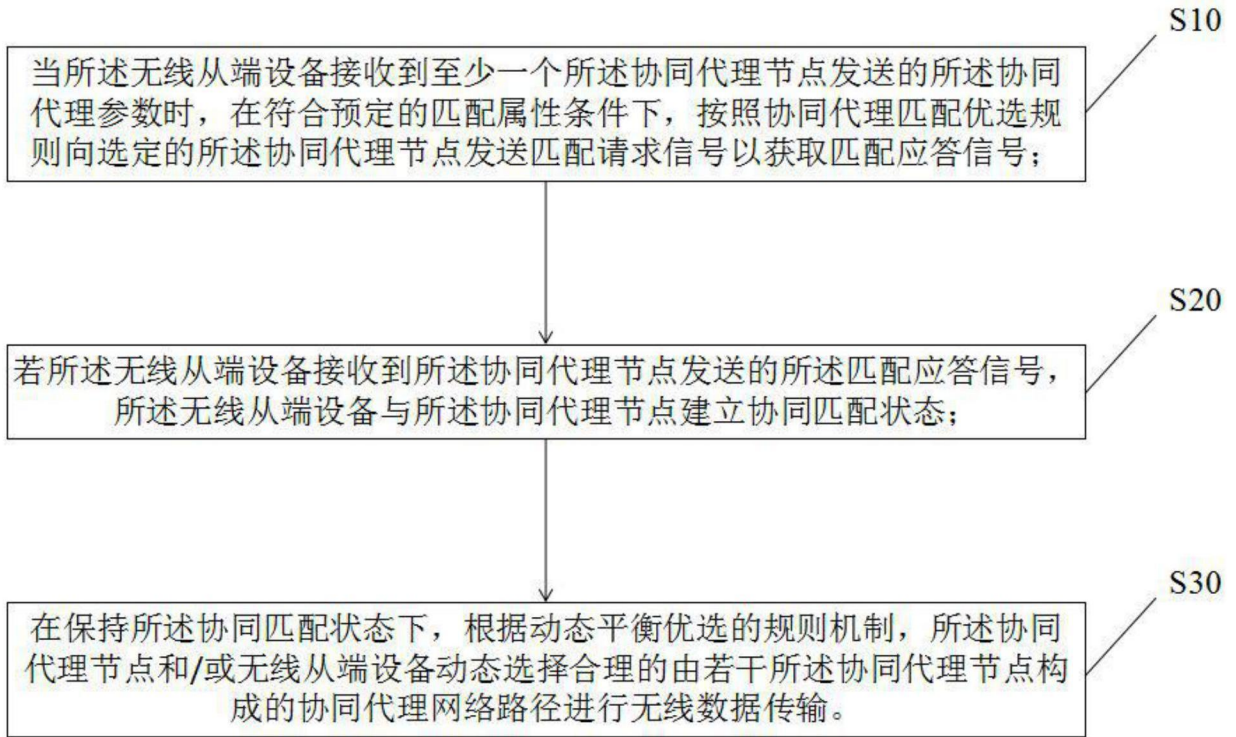 S10
当所述无线从端设备接收到至少一个所述协同代理节点发送的所述协同
代理参数时，在符合预定的匹配属性条件下，按照协同代理匹配优选规
则向选定的所述协同代理节点发送匹配请求信号以获取匹配应答信号；
S20
若所述无线从端设备接收到所述协同代理节点发送的所述匹配应答信号，
所述无线从端设备与所述协同代理节点建立协同匹配状态；
S30
在保持所述协同匹配状态下，根据动态平衡优选的规则机制，所述协同
代理节点和/或无线从端设备动态选择合理的由若干所述协同代理节点构
成的协同代理网络路径进行无线数据传输。